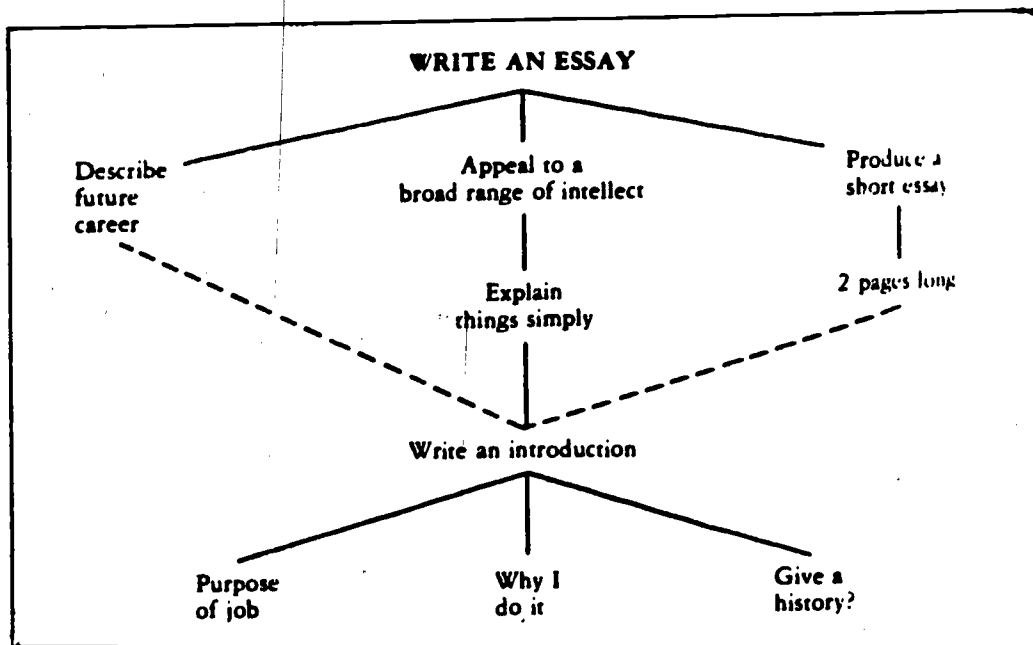 WRITE AN ESSAY
Describe
future
career
Appeal to a
broad range of intellect
Produce a
short essay
Explain
things simply
2 pages long
Write an introduction
Purpose
of job
Why I
do it
Give a
history?